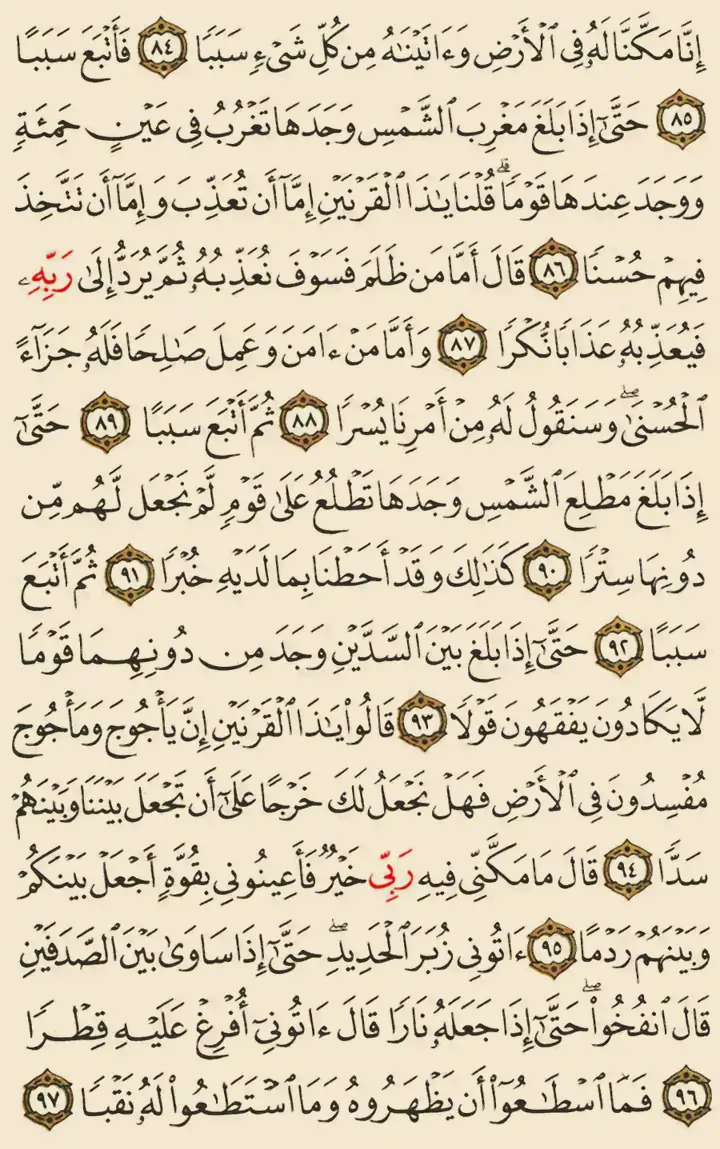 إِنَّا مَكَّنَّا لَهُۥ فِى ٱلْأَرْضِ وَءَاتَيْنَٰهُ مِن كُلِّ شَىْءٍ سَبَبًا ٨٤ فَأَتْبَعَ سَبَبًا
٨٥ حَتَّىٰٓ إِذَا بَلَغَ مَغْرِبَ ٱلشَّمْسِ وَجَدَهَا تَغْرُبُ فِى عَيْنٍ حَمِئَةٍ
وَوَجَدَ عِندَهَا قَوْمًا ۗ قُلْنَا يَٰذَا ٱلْقَرْنَيْنِ إِمَّآ أَن تُعَذِّبَ وَإِمَّآ أَن تَتَّخِذَ
فِيهِمْ حُسْنًا ٨٦ قَالَ أَمَّا مَن ظَلَمَ فَسَوْفَ نُعَذِّبُهُۥ ثُمَّ يُرَدُّ إِلَىٰ رَبِّهِۦ
فَيُعَذِّبُهُۥ عَذَابًا نُّكْرًا ٨٧ وَأَمَّا مَنْ ءَامَنَ وَعَمِلَ صَٰلِحًا فَلَهُۥ جَزَآءً
ٱلْحُسْنَىٰ ۖ وَسَنَقُولُ لَهُۥ مِنْ أَمْرِنَا يُسْرًا ٨٨ ثُمَّ أَتْبَعَ سَبَبًا ٨٩ حَتَّىٰٓ
إِذَا بَلَغَ مَطْلِعَ ٱلشَّمْسِ وَجَدَهَا تَطْلُعُ عَلَىٰ قَوْمٍ لَّمْ نَجْعَل لَّهُم مِّن
دُونِهَا سِتْرًا ٩٠ كَذَٰلِكَ وَقَدْ أَحَطْنَا بِمَا لَدَيْهِ خُبْرًا ٩١ ثُمَّ أَتْبَعَ
سَبَبًا ٩٢ حَتَّىٰٓ إِذَا بَلَغَ بَيْنَ ٱلسَّدَّيْنِ وَجَدَ مِن دُونِهِمَا قَوْمًا
لَّا يَكَادُونَ يَفْقَهُونَ قَوْلًا ٩٣ قَالُوا۟ يَٰذَا ٱلْقَرْنَيْنِ إِنَّ يَأْجُوجَ وَمَأْجُوجَ
مُفْسِدُونَ فِى ٱلْأَرْضِ فَهَلْ نَجْعَلُ لَكَ خَرْجًا عَلَىٰٓ أَن تَجْعَلَ بَيْنَنَا وَبَيْنَهُمْ
سَدًّا ٩٤ قَالَ مَا مَكَّنِّى فِيهِ رَبِّى خَيْرٌ فَأَعِينُونِى بِقُوَّةٍ أَجْعَلْ بَيْنَكُمْ
وَبَيْنَهُمْ رَدْمًا ٩٥ ءَاتُونِى زُبَرَ ٱلْحَدِيدِ ۖ حَتَّىٰٓ إِذَا سَاوَىٰ بَيْنَ ٱلصَّدَفَيْنِ
قَالَ ٱنفُخُوا۟ ۖ حَتَّىٰٓ إِذَا جَعَلَهُۥ نَارًا قَالَ ءَاتُونِىٓ أُفْرِغْ عَلَيْهِ قِطْرًا
٩٦ فَمَا ٱسْطَٰعُوٓا۟ أَن يَظْهَرُوهُ وَمَا ٱسْتَطَٰعُوا۟ لَهُۥ نَقْبًا ٩٧